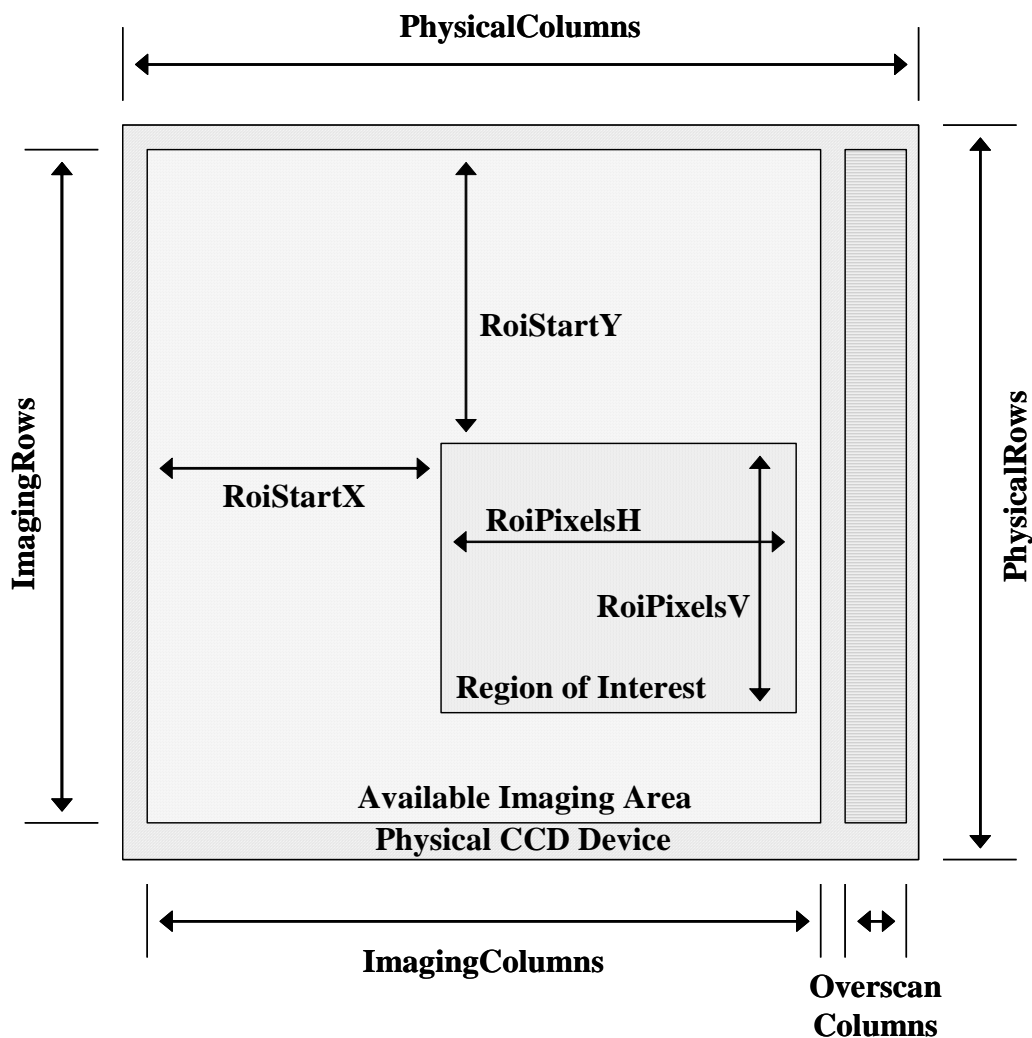 PhysicalColumns
RoiStartY
ImagingRows
PhysicalRows
RoiStartX
RoiPixelsH
RoiPixelsV
Region of Interest
Available Imaging Area
Physical CCD Device
ImagingColumns
Overscan
Columns